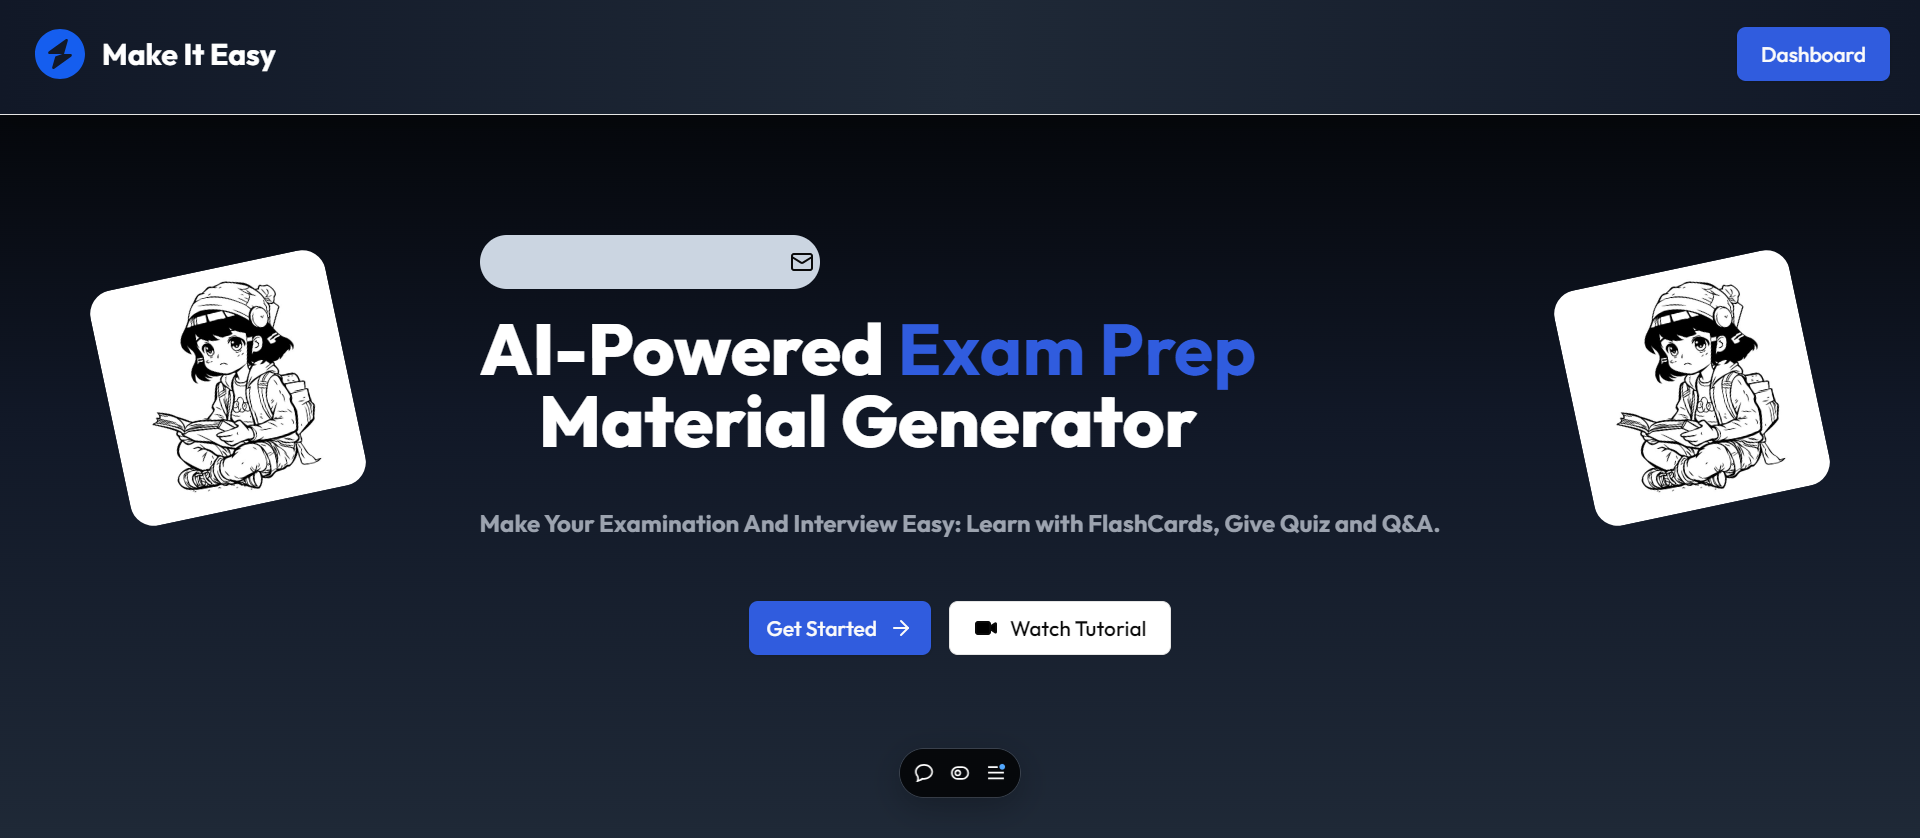 Make It Easy
Dashboard
AI-Powered Exam Prep
Material Generator
Make Your Examination And Interview Easy: Learn with FlashCards, Give Quiz and Q&A.
Get Started
Watch Tutorial